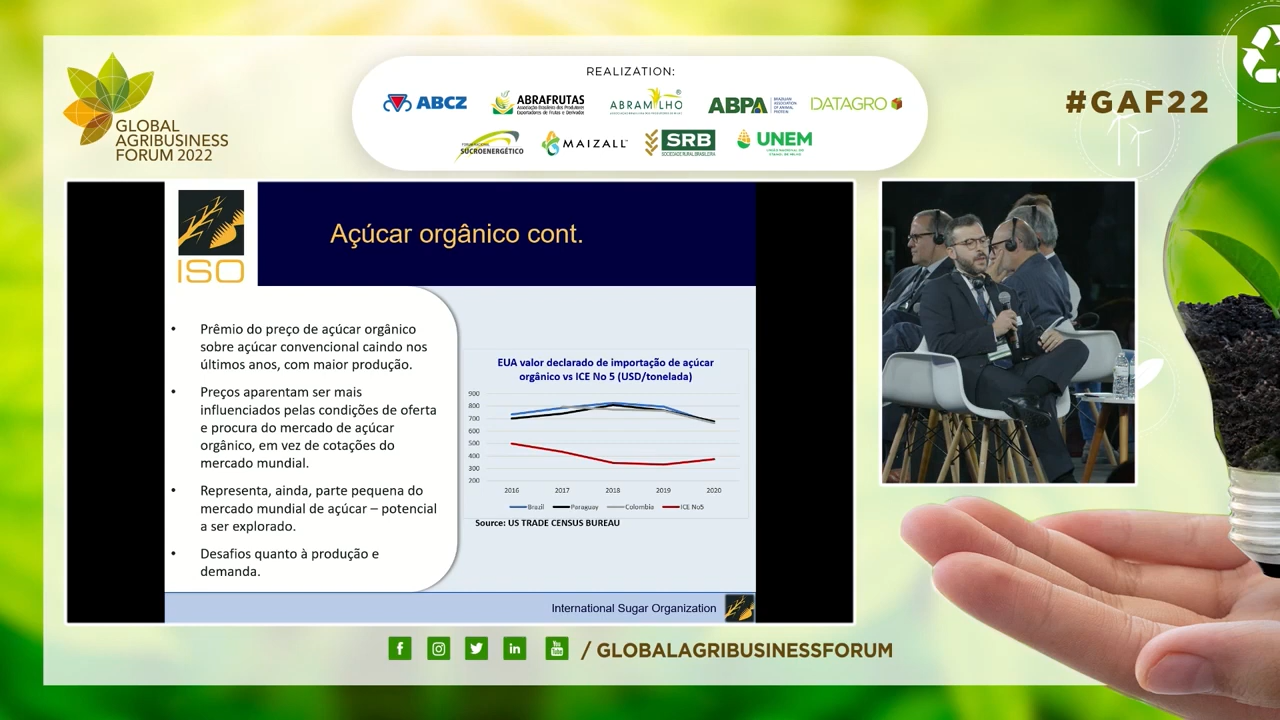 GLOBAL
AGRIBUSINESS
FORUM 2022
REALIZATION:
ABCZ
ABRAFRUTAS
ABRAMILHO
ABPA
DATAGRO
SUCROENERGÉTICO
MAIZALL
SRB
SOCIEDADE RURAL BRASILEIRA
UNEM
#GAF22
ISO
Açúcar orgânico cont.
• Prêmio do preço de açúcar orgânico
sobre açúcar convencional caindo nos
últimos anos, com maior produção.
• Preços aparentam ser mais
influenciados pelas condições de oferta
e procura do mercado de açúcar
orgânico, em vez de cotações do
mercado mundial.
• Representa, ainda, parte pequena do
mercado mundial de açúcar – potencial
a ser explorado.
• Desafios quanto à produção e
demanda.
EUA valor declarado de importação de açúcar
orgânico vs ICE No 5 (USD/tonelada)
900
800
700
600
500
400
300
200
2016 2017 2018 2019 2020
Brazil Paraguay Colombia ICE No5
Source: US TRADE CENSUS BUREAU
International Sugar Organization
/ GLOBALAGRIBUSINESSFORUM